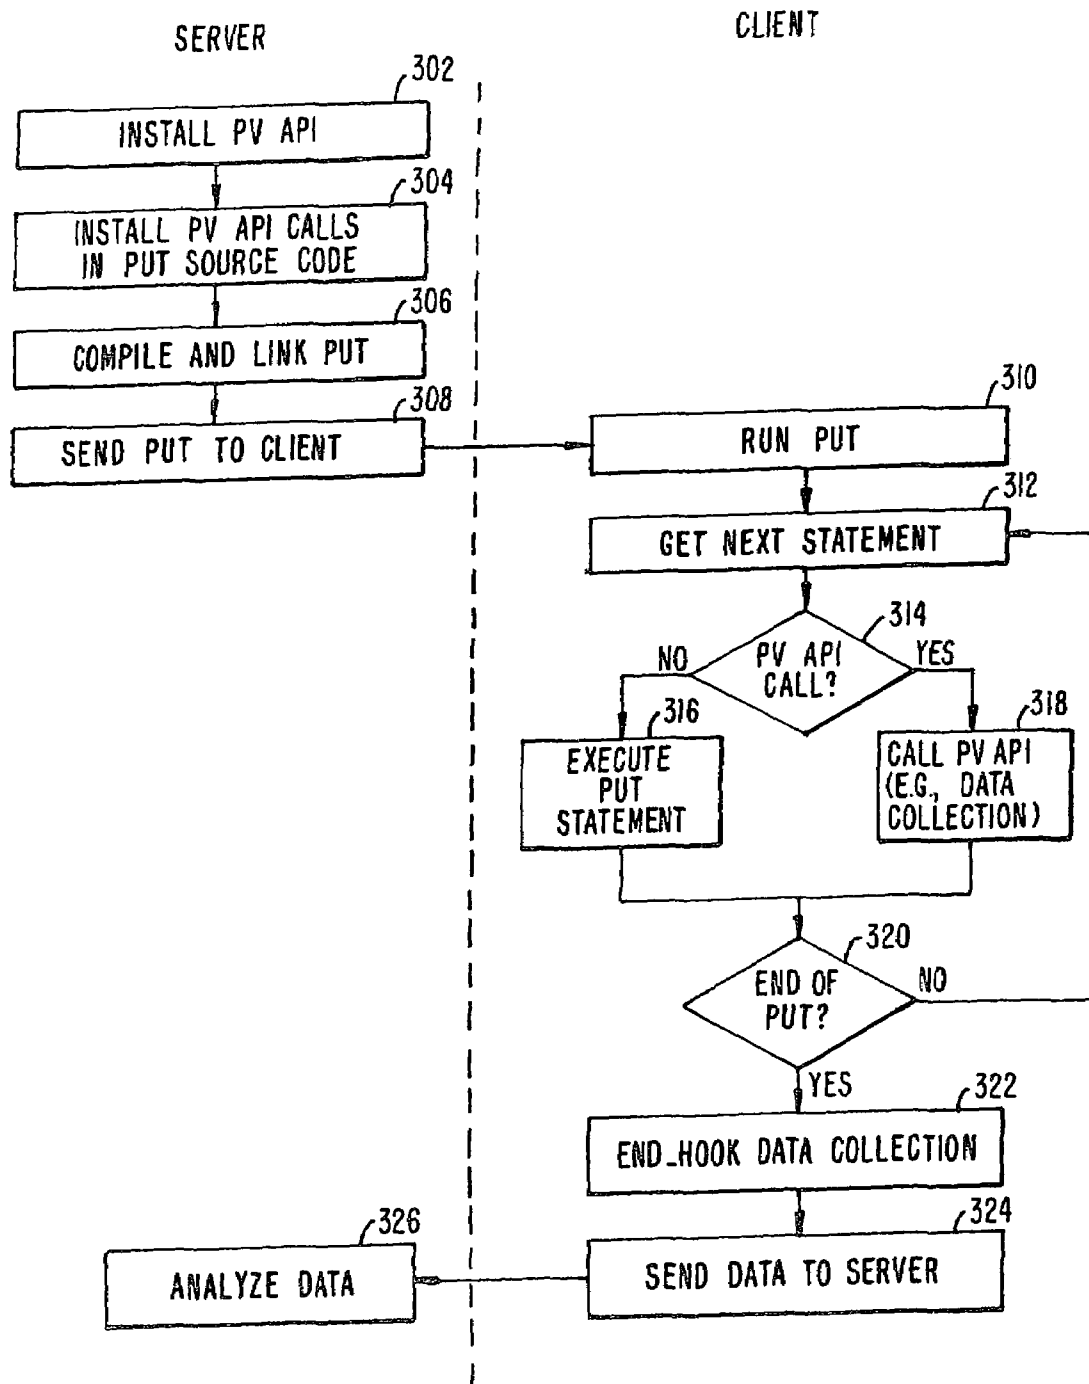 SERVER
CLIENT
302
INSTALL PV API
304
INSTALL PV API CALLS
IN PUT SOURCE CODE
306
COMPILE AND LINK PUT
308
SEND PUT TO CLIENT
310
RUN PUT
312
GET NEXT STATEMENT
314
PV API
CALL?
NO
YES
316
EXECUTE
PUT
STATEMENT
318
CALL PV API
(E.G., DATA
COLLECTION)
320
END OF
PUT?
NO
YES
322
END_HOOK DATA COLLECTION
324
SEND DATA TO SERVER
326
ANALYZE DATA